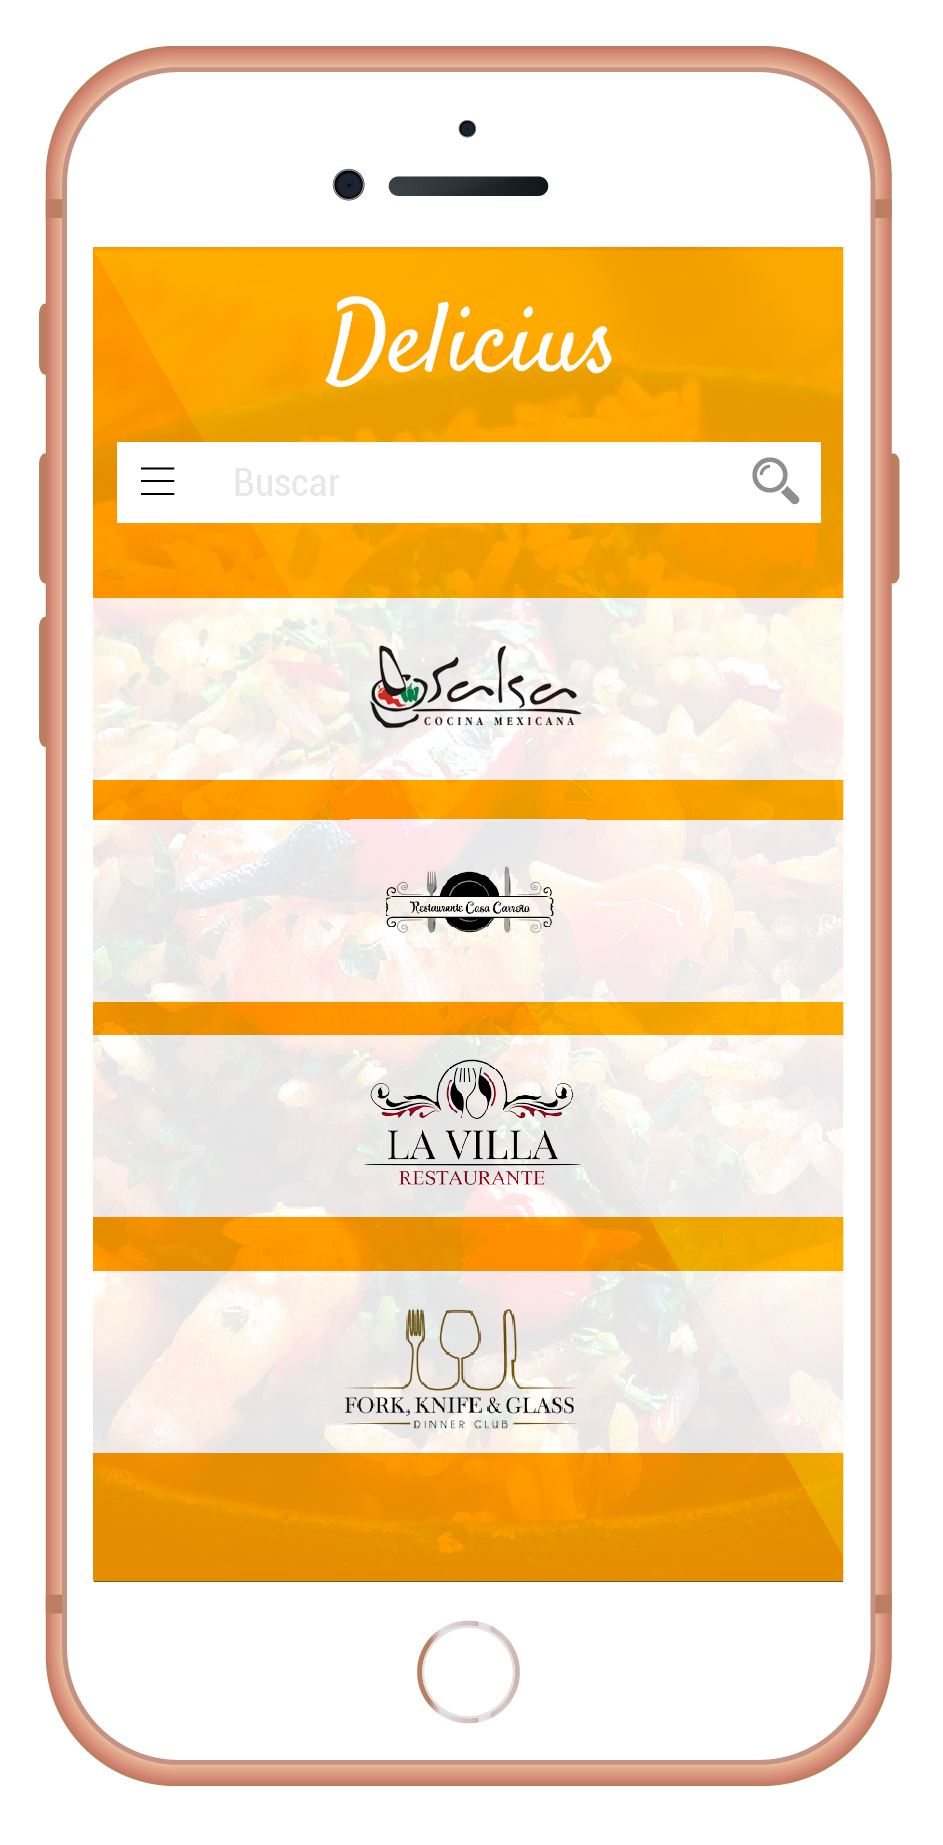 Delicius
Buscar
Salsa
COCINA MEXICANA
Restaurante Casa Carreño
LA VILLA
RESTAURANTE
FORK, KNIFE & GLASS
DINNER CLUB